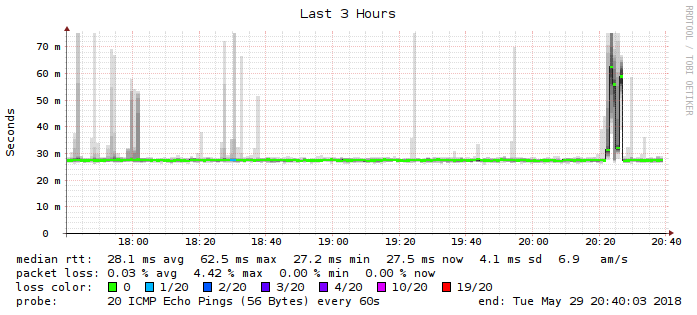 Last 3 Hours
RRDTOOL / TOBI OETIKER
Seconds
70 m
60 m
50 m
40 m
30 m
20 m
10 m
0
18:00 18:20 18:40 19:00 19:20 19:40 20:00 20:20 20:40
median rtt: 28.1 ms avg 62.5 ms max 27.2 ms min 27.5 ms now 4.1 ms sd 6.9 am/s
packet loss: 0.03 % avg 4.42 % max 0.00 % min 0.00 % now
loss color: 0 1/20 2/20 3/20 4/20 10/20 19/20
probe: 20 ICMP Echo Pings (56 Bytes) every 60s end: Tue May 29 20:40:03 2018